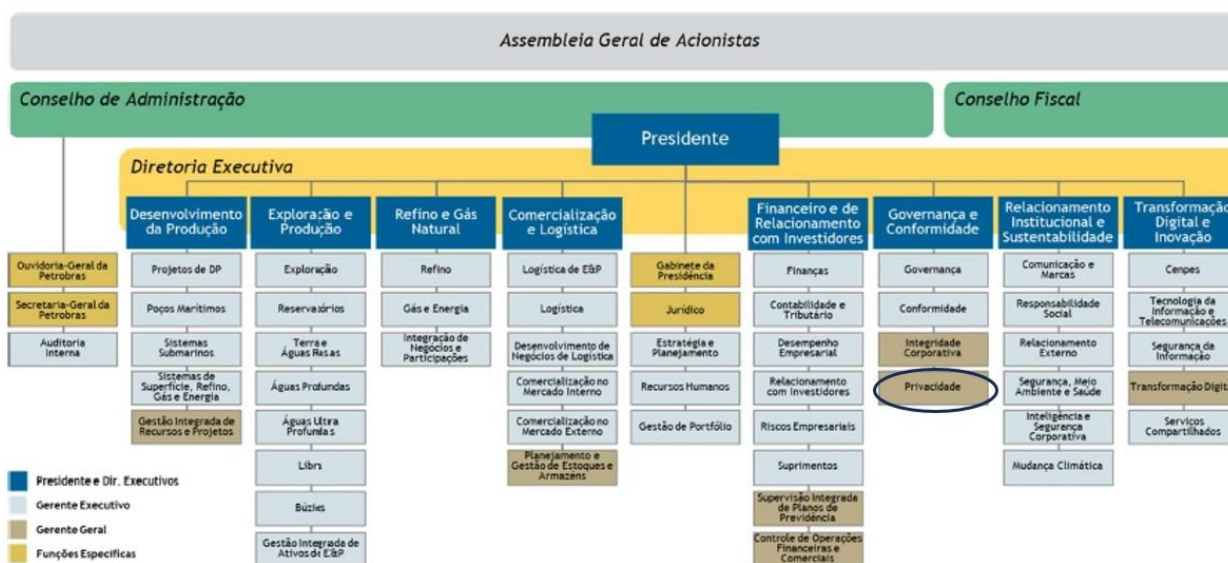 Assembleia Geral de Acionistas
Conselho de Administração
Conselho Fiscal
Presidente
Diretoria Executiva
Desenvolvimento
da Produção
Exploração e
Produção
Refino e Gás
Natural
Comercialização
e Logística
Financeiro e de
Relacionamento
com Investidores
Governança e
Conformidade
Relacionamento
Institucional e
Sustentabilidade
Transformação
Digital e
Inovação
Ouvidoria-Geral da
Petrobras
Secretaria-Geral da
Petrobras
Auditoria
Interna
Projetos de DP
Poços Marítimos
Sistemas
Submarinos
Sistemas de
Superfície, Refino,
Gás e Energia
Gestão Integrada de
Recursos e Projetos
Exploração
Reservatórios
Terra e
Águas Rasas
Águas Profundas
Águas Ultra
Profundas
Libra
Búzios
Gestão Integrada de
Ativos de E&P
Refino
Gás e Energia
Integração de
Negócios e
Participações
Logística de E&P
Logística
Desenvolvimento de
Negócios de Logística
Comercialização no
Mercado Interno
Comercialização no
Mercado Externo
Planejamento e
Gestão de Estoques e
Armazéns
Gabinete da
Presidência
Jurídico
Estratégia e
Planejamento
Recursos Humanos
Gestão de Portfólio
Finanças
Contabilidade e
Tributário
Desempenho
Empresarial
Relacionamento
com Investidores
Riscos Empresariais
Suprimentos
Supervisão Integrada
de Planos de
Previdência
Controle de Operações
Financeiras e
Comerciais
Governança
Conformidade
Integridade
Corporativa
Privacidade
Comunicação e
Marcas
Responsabilidade
Social
Relacionamento
Externo
Segurança, Meio
Ambiente e Saúde
Inteligência e
Segurança
Corporativa
Mudança Climática
Cenpes
Tecnologia da
Informação e
Telecomunicações
Segurança da
Informação
Transformação Digit
Serviços
Compartilhados
Presidente e Dir. Executivos
Gerente Executivo
Gerente Geral
Funções Específicas